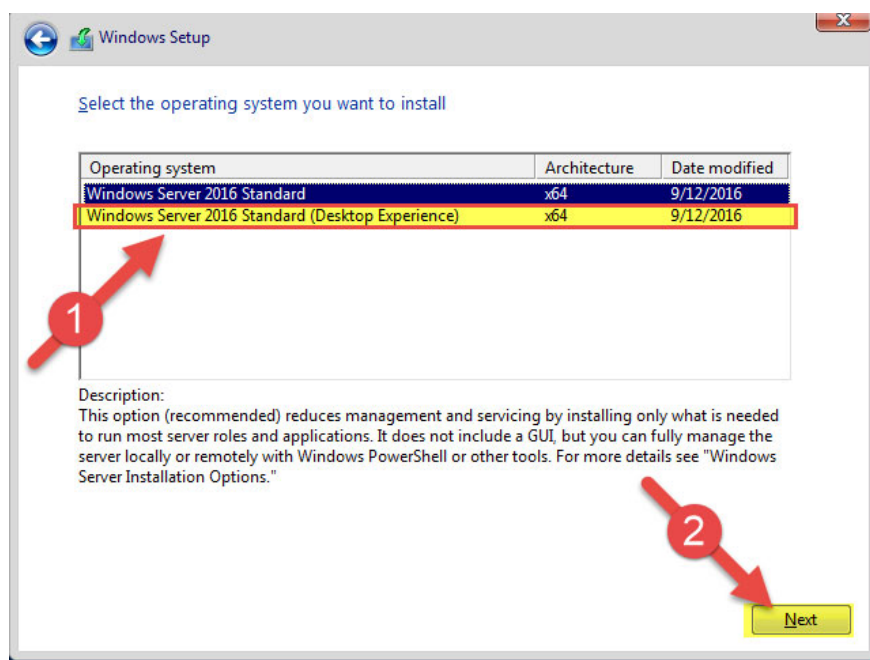 Windows Setup
x
Select the operating system you want to install
Operating system Architecture Date modified
Windows Server 2016 Standard x64 9/12/2016
Windows Server 2016 Standard (Desktop Experience) x64 9/12/2016
1
Description:
This option (recommended) reduces management and servicing by installing only what is needed
to run most server roles and applications. It does not include a GUI, but you can fully manage the
server locally or remotely with Windows PowerShell or other tools. For more details see "Windows
Server Installation Options."
2
Next